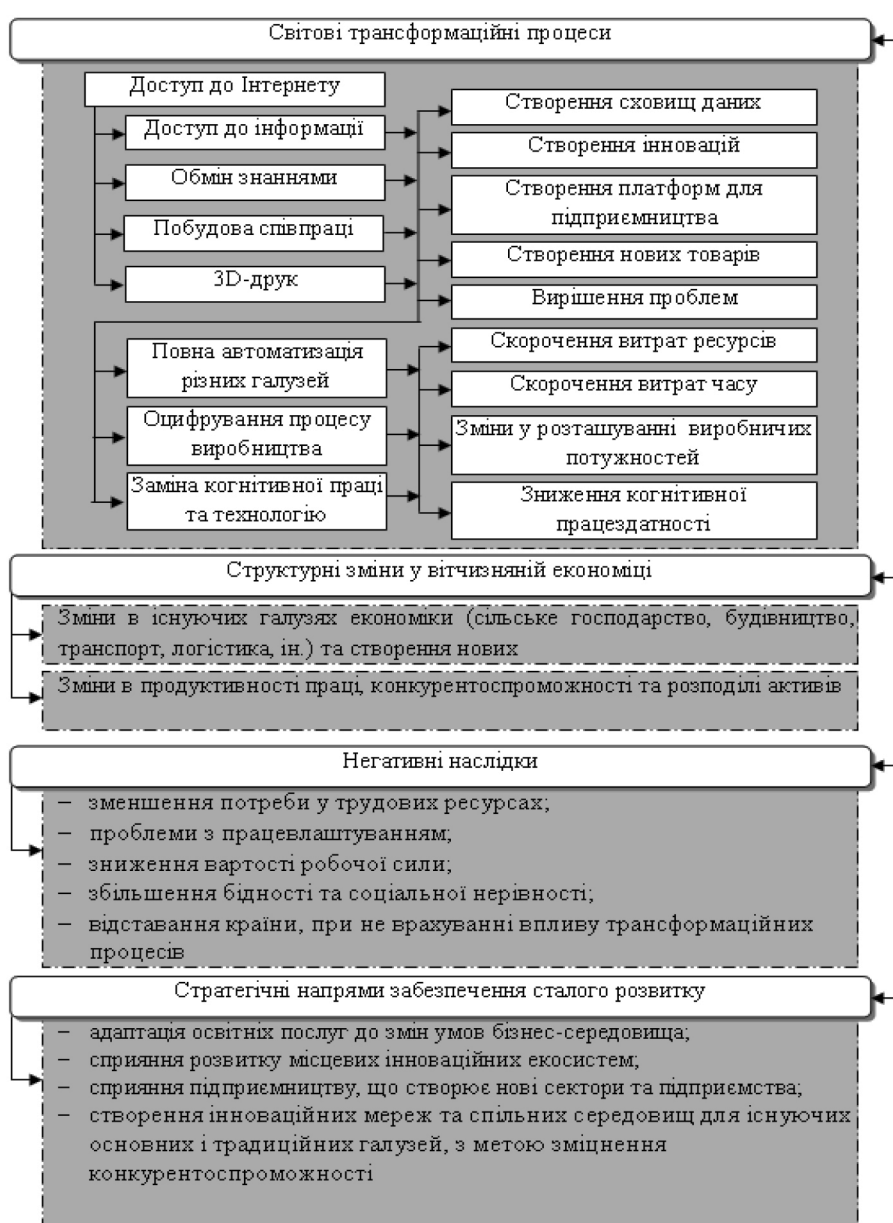 Світові трансформаційні процеси
Доступ до Інтернету
Доступ до інформації
Обмін знаннями
Побудова співпраці
3D-друк
Створення сховищ даних
Створення інновацій
Створення платформ для
підприємництва
Створення нових товарів
Вирішення проблем
Повна автоматизація
різних галузей
Оцифрування процесу
виробництва
Заміна когнітивної праці
та технологію
Скорочення витрат ресурсів
Скорочення витрат часу
Зміни у розташуванні виробничих
потужностей
Зниження когнітивної
працездатності
Структурні зміни у вітчизняній економіці
Зміни в існуючих галузях економіки (сільське господарство, будівництво,
транспорт, логістика, ін.) та створення нових
Зміни в продуктивності праці, конкурентоспроможності та розподілі активів
Негативні наслідки
– зменшення потреби у трудових ресурсах;
– проблеми з працевлаштуванням;
– зниження вартості робочої сили;
– збільшення бідності та соціальної нерівності;
– відставання країни, при не врахуванні впливу трансформаційних
процесів
Стратегічні напрями забезпечення сталого розвитку
– адаптація освітніх послуг до змін умов бізнес-середовища;
– сприяння розвитку місцевих інноваційних екосистем;
– сприяння підприємництву, що створює нові сектори та підприємства;
– створення інноваційних мереж та спільних середовищ для існуючих
основних і традиційних галузей, з метою зміцнення
конкурентоспроможності